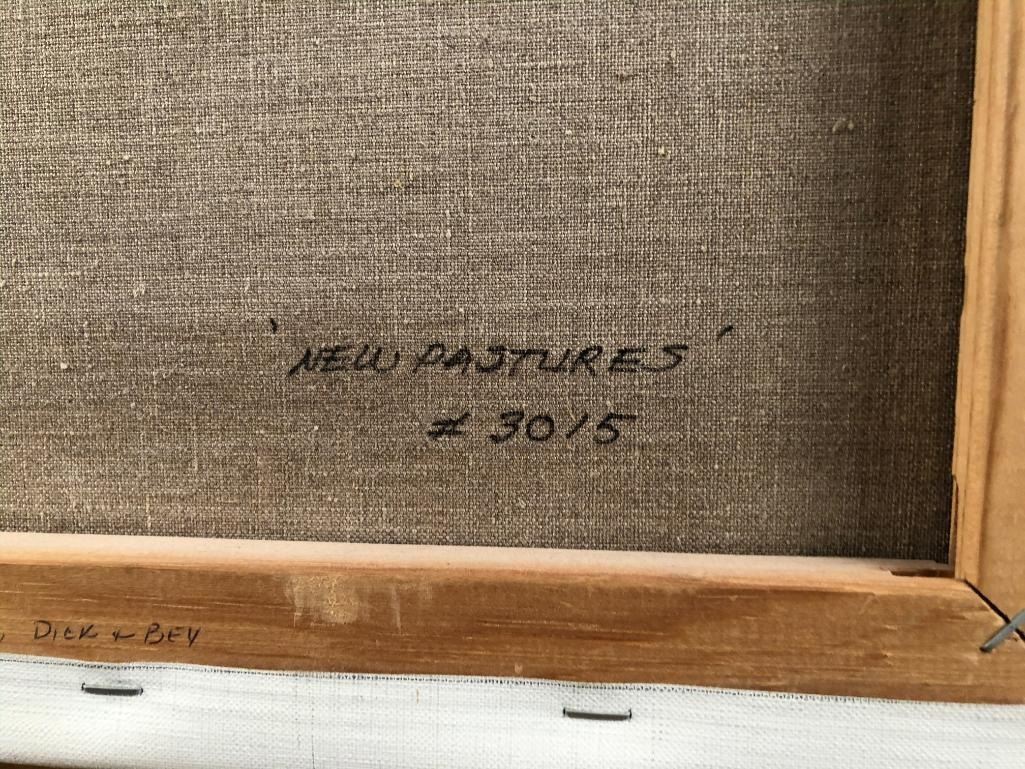 'NEW PASTURES'
# 3015
, DICK + BEV